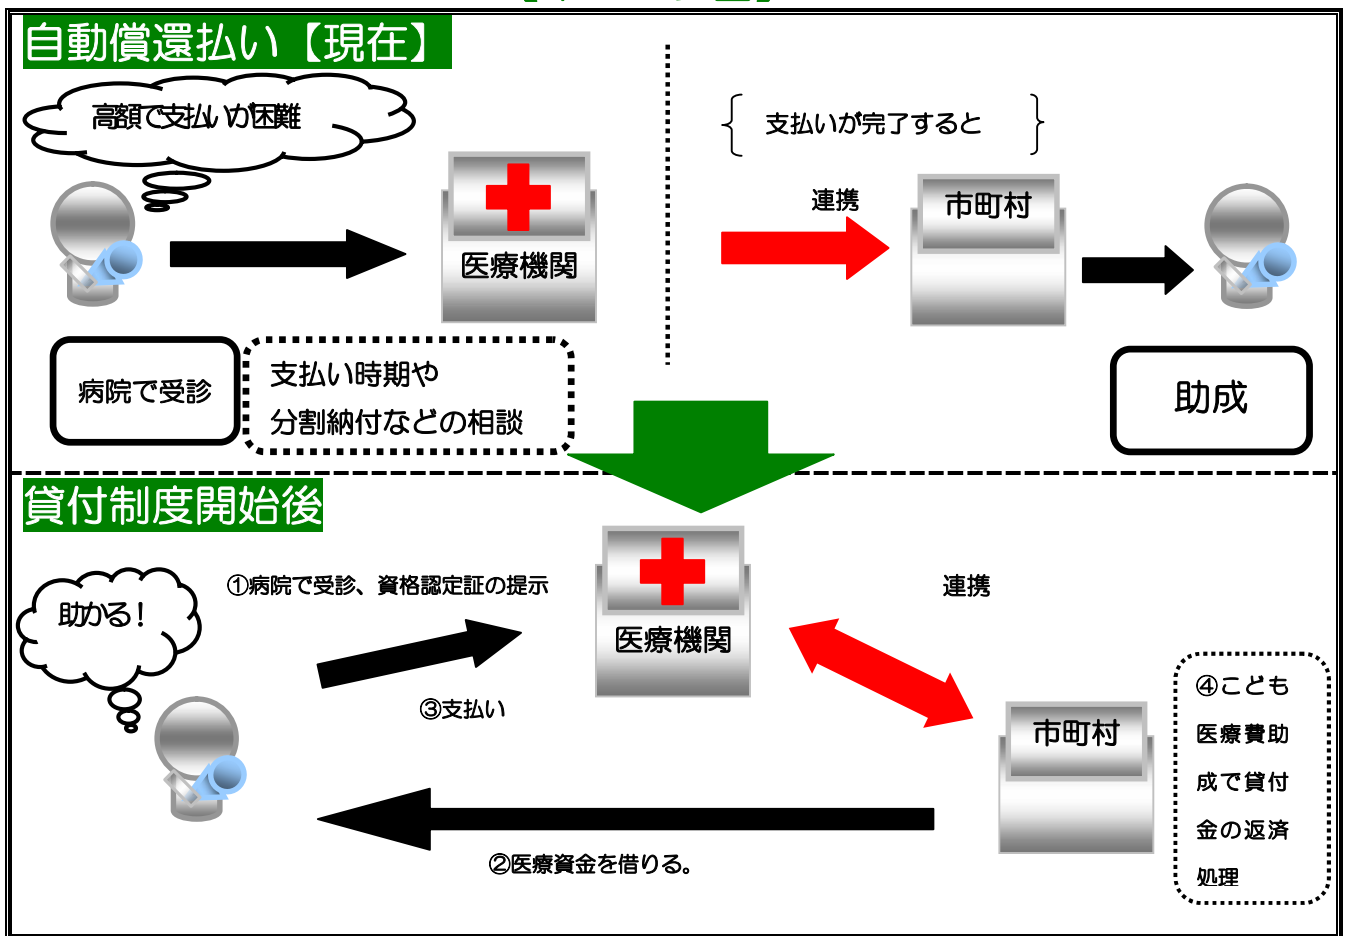 自動償還払い【現在】
高額で支払いが困難
医療機関
病院で受診
支払い時期や
分割納付などの相談
支払いが完了すると
連携
市町村
助成
貸付制度開始後
助かる！
①病院で受診、資格認定証の提示
医療機関
③支払い
連携
市町村
②医療資金を借りる。
④こども
医療費助
成で貸付
金の返済
処理